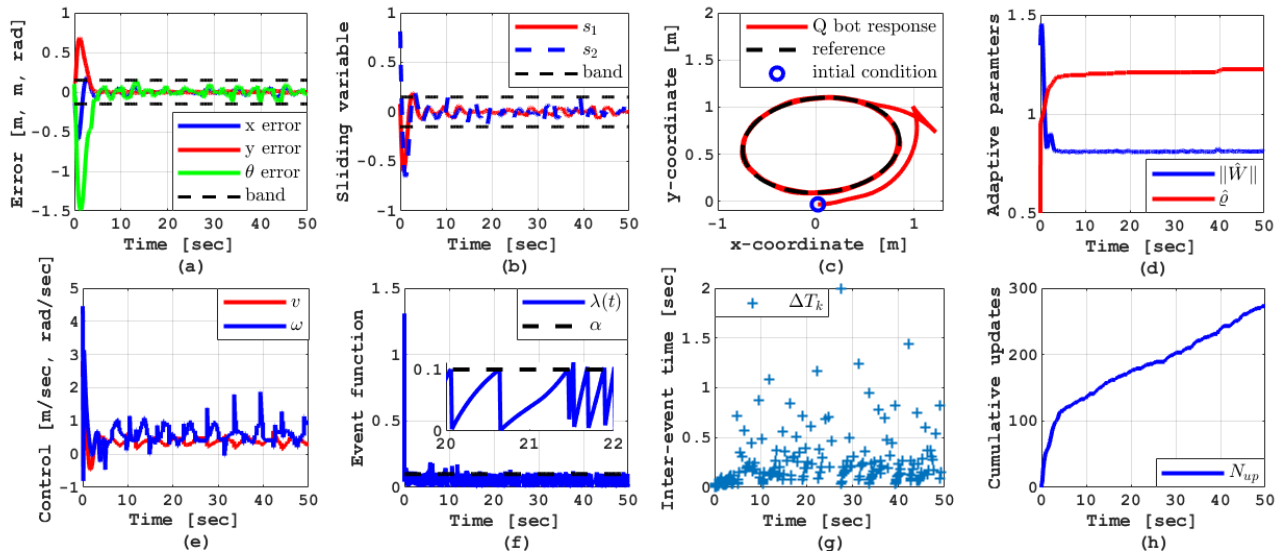 Error [m, m, rad]
1
0.5
0
-0.5
-1
-1.5
x error
y error
θ error
band
0 10 20 30 40 50
Time [sec]
(a)
Sliding variable
1
0.5
0
-0.5
-1
s1
s2
band
0 10 20 30 40 50
Time [sec]
(b)
y-coordinate [m]
2
1.5
1
0.5
0
Q bot response
reference
intial condition
-1 0 1
x-coordinate [m]
(c)
Adaptive paramters
1.5
1
0.5
‖Ŵ‖
ϱ̂
0 10 20 30 40 50
Time [sec]
(d)
Control [m/sec, rad/sec]
5
4
3
2
1
0
-1
v
ω
0 10 20 30 40 50
Time [sec]
(e)
Event function
1.5
1
0.5
0
λ(t)
α
0.1
0
20 21 22
0 10 20 30 40 50
Time [sec]
(f)
Inter-event time [sec]
2
1.5
1
0.5
0
ΔTk
0 10 20 30 40 50
Time [sec]
(g)
Cumulative updates
300
200
100
0
Nup
0 10 20 30 40 50
Time [sec]
(h)